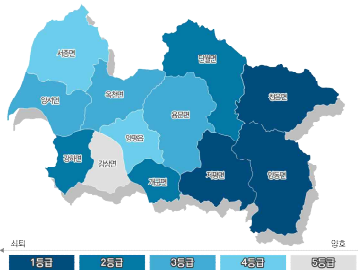 서종면
단월면
옥천면
청운면
양서면
용문면
양평읍
강하면
강상면
지평면
양동면
개군면
쇠퇴 양호
1등급 2등급 3등급 4등급 5등급